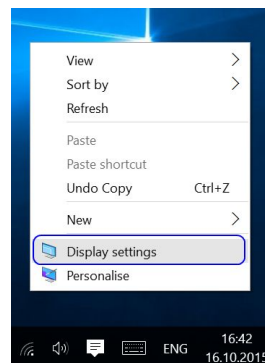 View
Sort by
Refresh
Paste
Paste shortcut
Undo Copy Ctrl+Z
New
Display settings
Personalise
ENG
16:42
16.10.2015